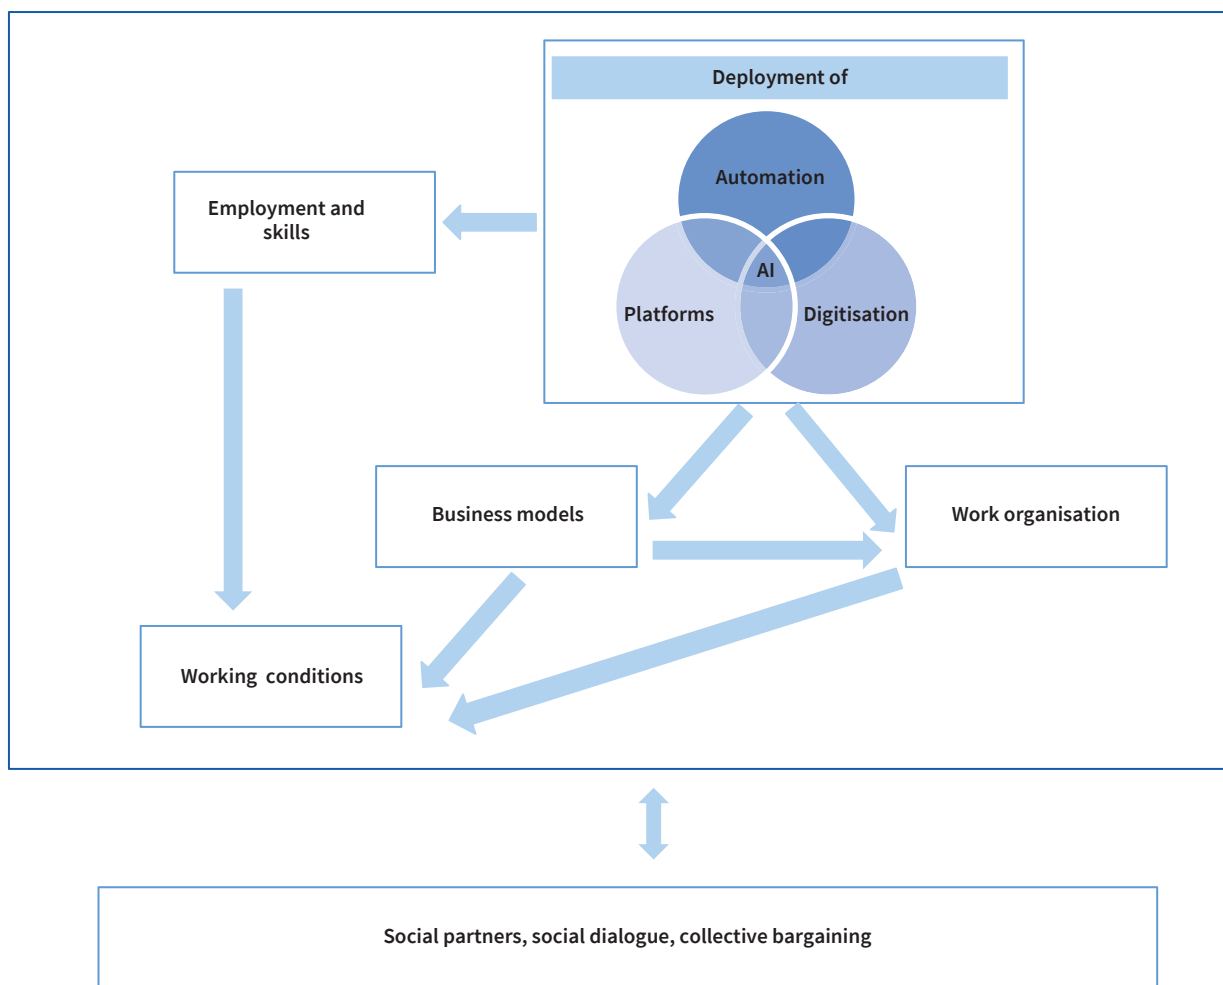 Deployment of
Automation
Employment and
skills
AI
Platforms
Digitisation
Business models
Work organisation
Working conditions
Social partners, social dialogue, collective bargaining